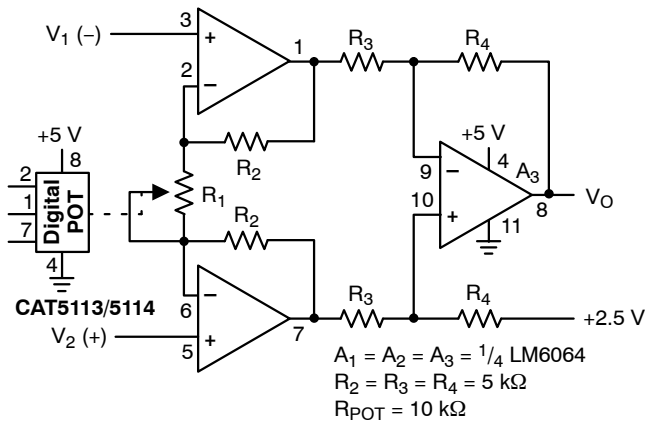 V1 (–)
3
+
1
2
–
R3
R4
R2
+5 V
8
2
1
7
Digital
POT
4
R1
R2
CAT5113/5114
+5 V
4
A3
9
–
10
+
8
11
VO
6
–
7
V2 (+)
5
+
R3
R4
+2.5 V
A1 = A2 = A3 = 1/4 LM6064
R2 = R3 = R4 = 5 kΩ
RPOT = 10 kΩ